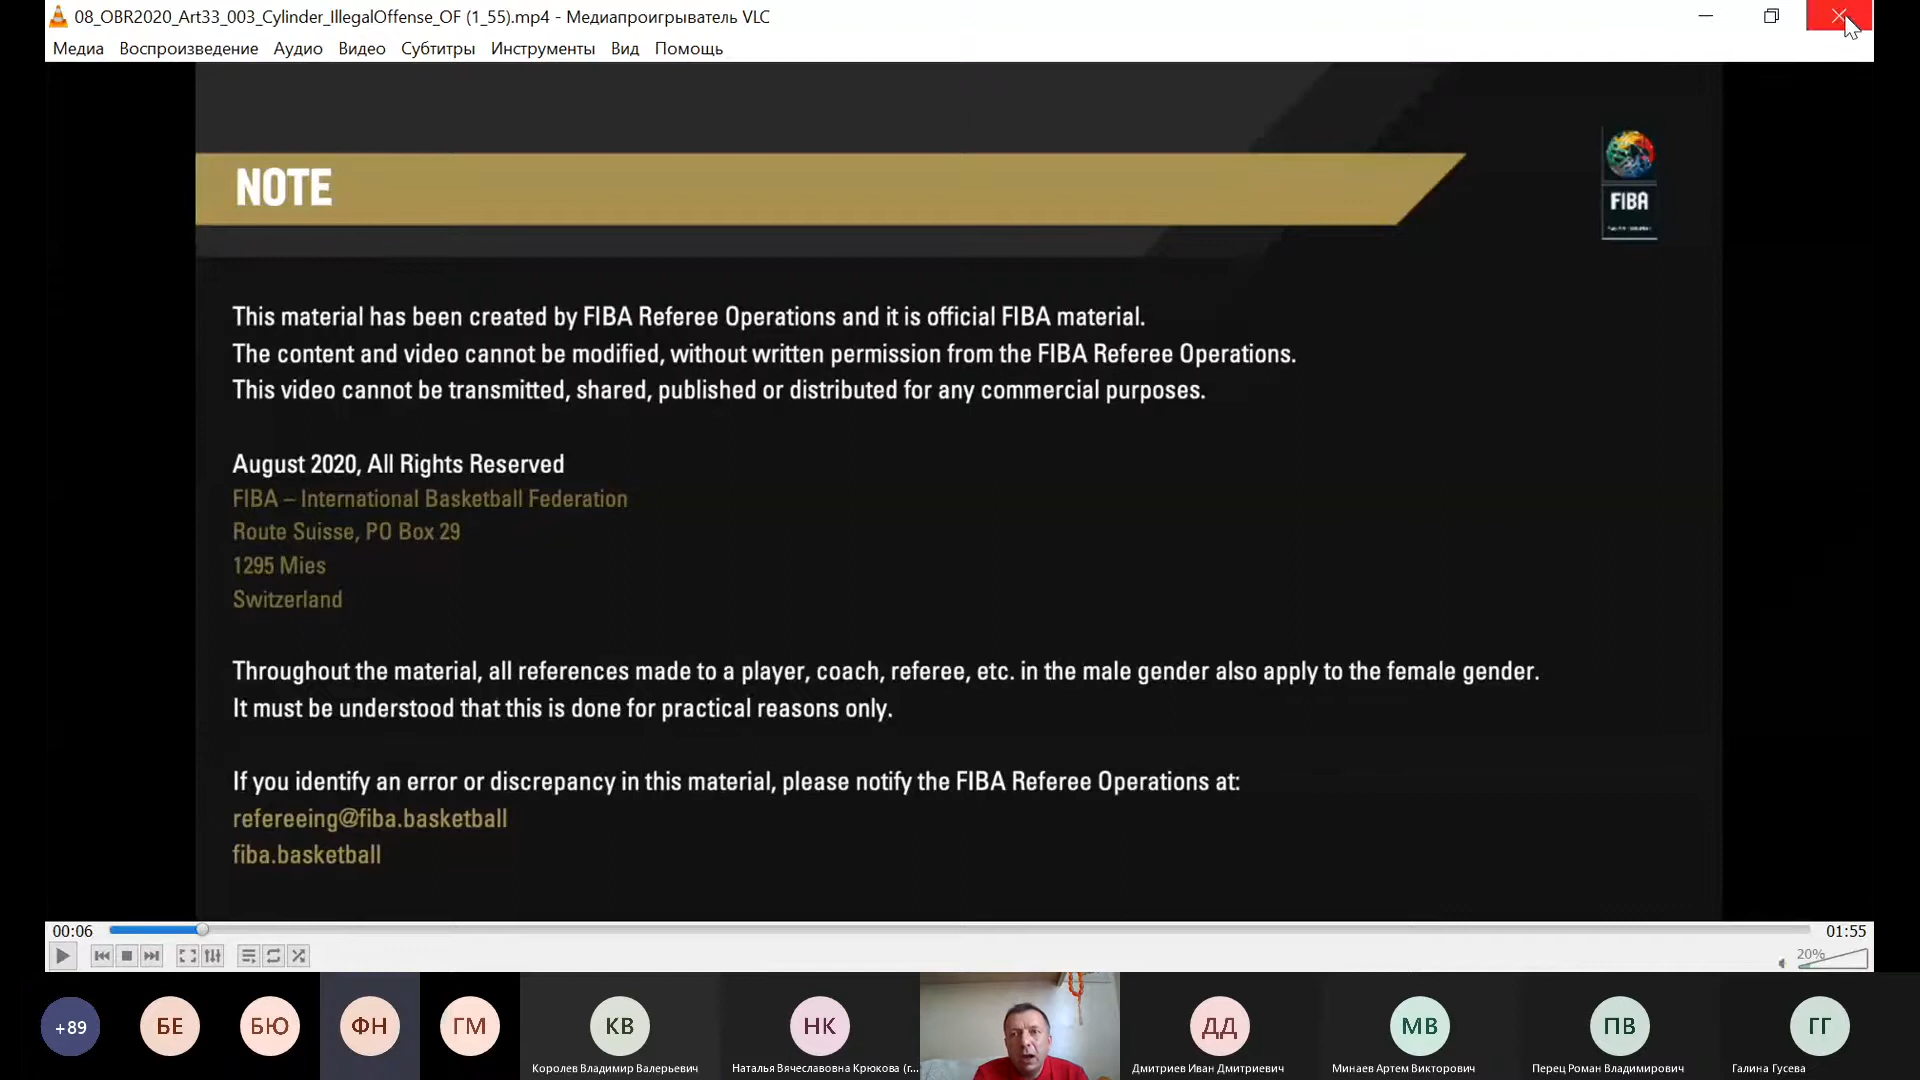 08_OBR2020_Art33_003_Cylinder_IllegalOffense_OF (1_55).mp4 - Медиапроигрыватель VLC
Медиа Воспроизведение Аудио Видео Субтитры Инструменты Вид Помощь
NOTE
FIBA
This material has been created by FIBA Referee Operations and it is official FIBA material.
The content and video cannot be modified, without written permission from the FIBA Referee Operations.
This video cannot be transmitted, shared, published or distributed for any commercial purposes.
August 2020, All Rights Reserved
FIBA – International Basketball Federation
Route Suisse, PO Box 29
1295 Mies
Switzerland
Throughout the material, all references made to a player, coach, referee, etc. in the male gender also apply to the female gender.
It must be understood that this is done for practical reasons only.
If you identify an error or discrepancy in this material, please notify the FIBA Referee Operations at:
refereeing@fiba.basketball
fiba.basketball
00:06 01:55
20%
+89 БЕ БЮ ФН ГМ КВ НК ДД МВ ПВ ГГ
Королев Владимир Валерьевич Наталья Вячеславовна Крюкова (г... Дмитриев Иван Дмитриевич Минаев Артем Викторович Перец Роман Владимирович Галина Гусева